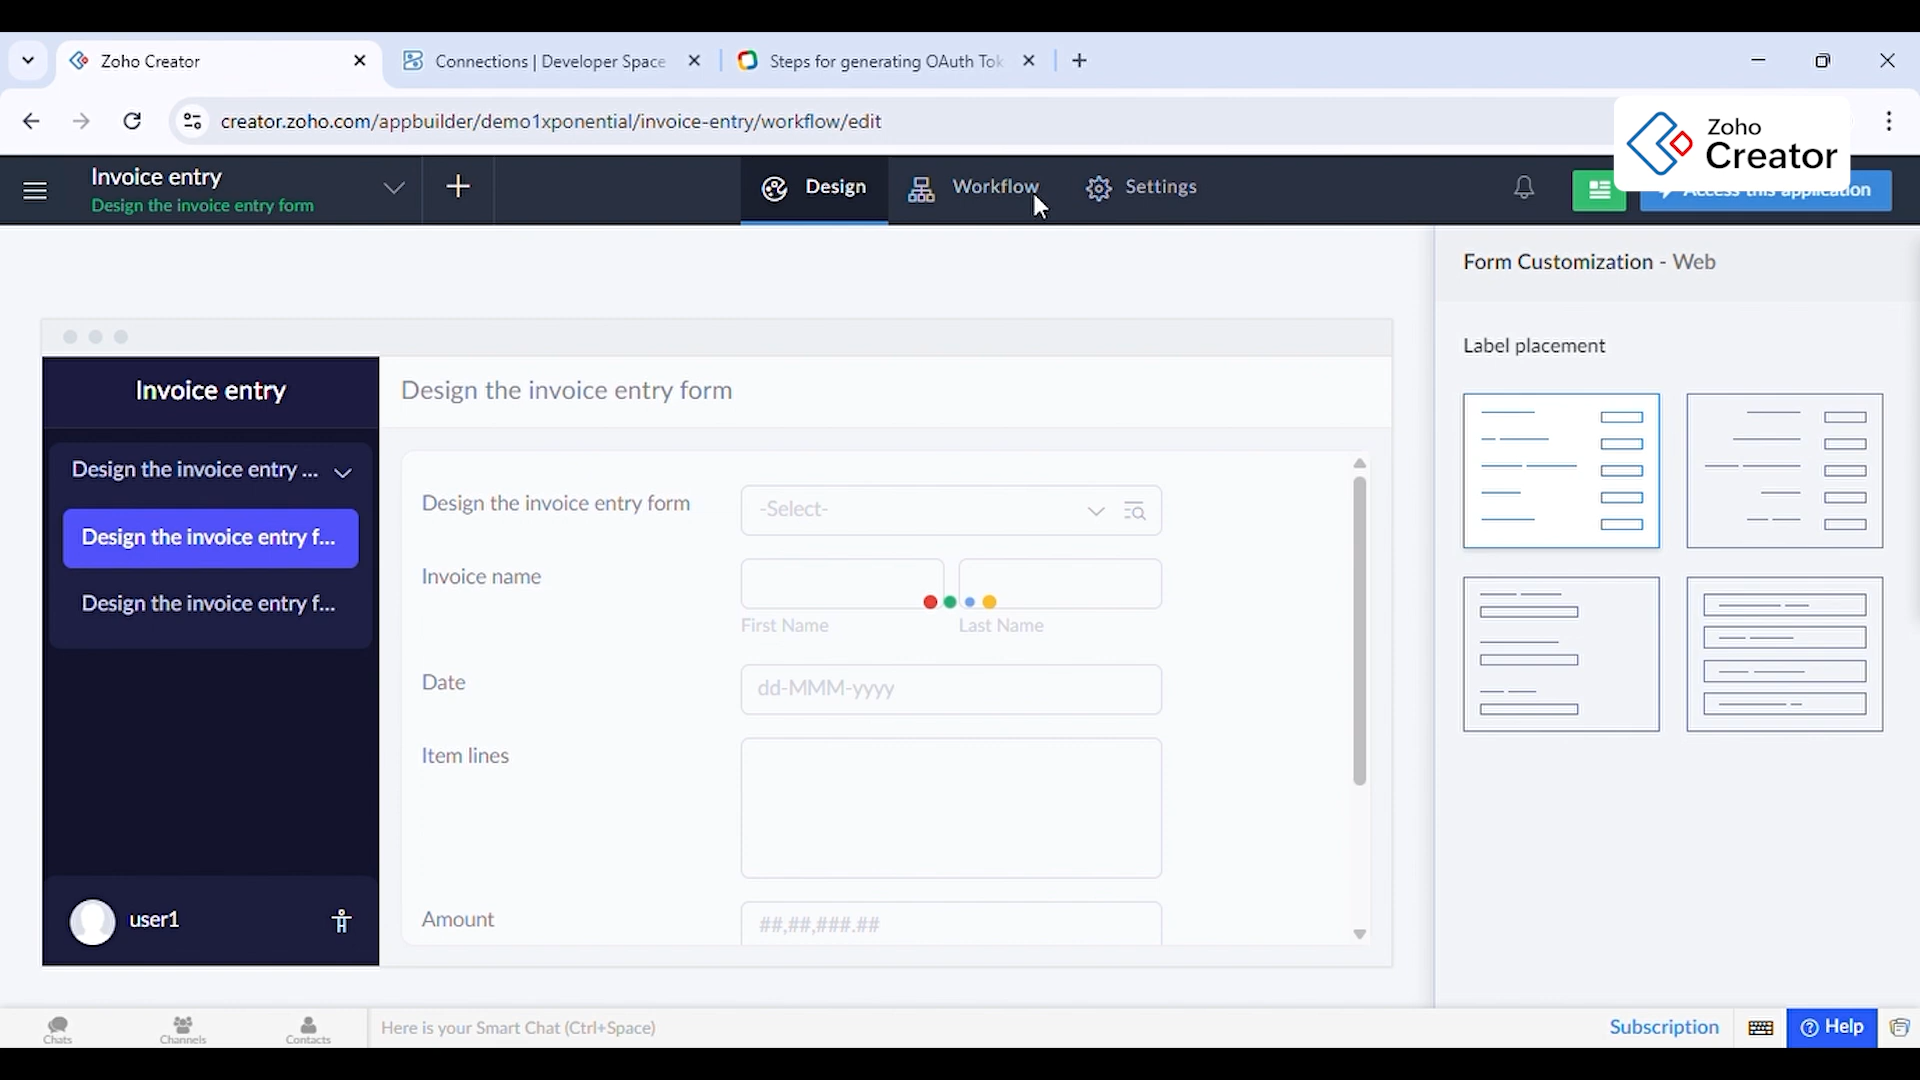 Zoho Creator
Connections | Developer Space
Steps for generating OAuth Tok
creator.zoho.com/appbuilder/demo1xponential/invoice-entry/workflow/edit
Zoho
Creator
Invoice entry
Design the invoice entry form
Design
Workflow
Settings
Access this application
Form Customization - Web
Label placement
Invoice entry
Design the invoice entry ...
Design the invoice entry f...
Design the invoice entry f...
user1
Design the invoice entry form
Design the invoice entry form
-Select-
Invoice name
First Name
Last Name
Date
dd-MMM-yyyy
Item lines
Amount
##,##,###.##
Chats
Channels
Contacts
Here is your Smart Chat (Ctrl+Space)
Subscription
Help